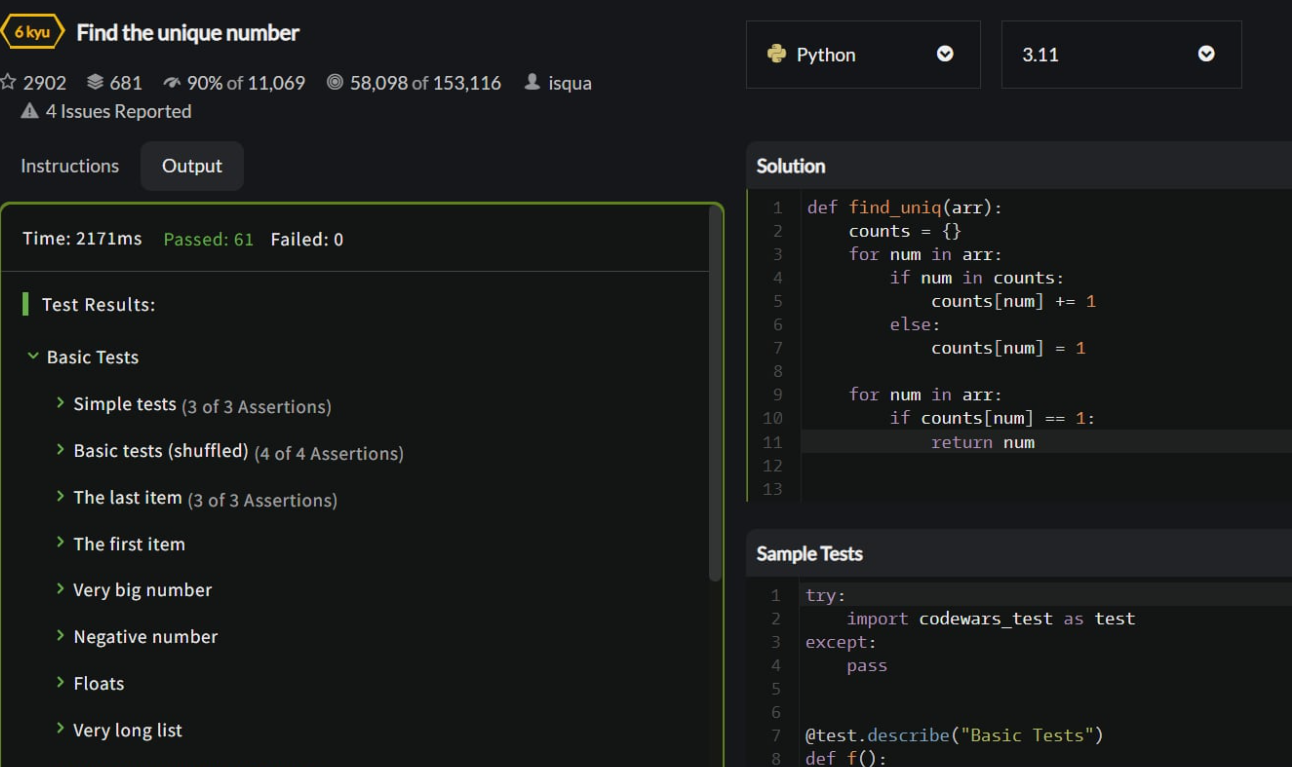 6 kyu Find the unique number
2902 681 90% of 11,069 58,098 of 153,116 isqua
4 Issues Reported
Python
3.11
Instructions Output
Time: 2171ms Passed: 61 Failed: 0
Test Results:
Basic Tests
Simple tests (3 of 3 Assertions)
Basic tests (shuffled) (4 of 4 Assertions)
The last item (3 of 3 Assertions)
The first item
Very big number
Negative number
Floats
Very long list
Solution
1 def find_uniq(arr):
2     counts = {}
3     for num in arr:
4         if num in counts:
5             counts[num] += 1
6         else:
7             counts[num] = 1
8
9     for num in arr:
10         if counts[num] == 1:
11             return num
12
13
Sample Tests
1 try:
2     import codewars_test as test
3 except:
4     pass
5
6
7 @test.describe("Basic Tests")
8 def f():